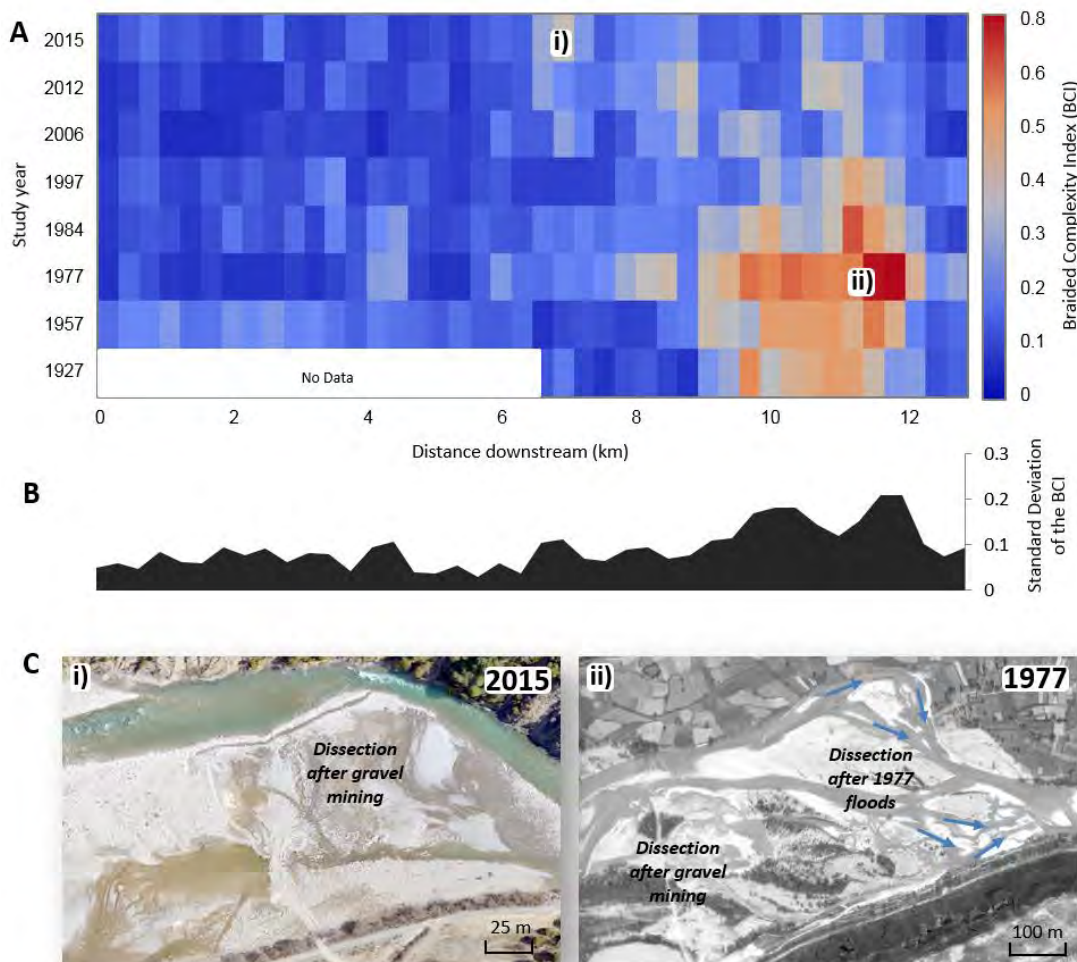 A
Study year
2015
2012
2006
1997
1984
1977
1957
1927
i)
ii)
No Data
0
2
4
6
8
10
12
Distance downstream (km)
0.8
0.6
0.4
0.3
0.2
0.1
0
Braided Complexity Index (BCI)
B
0.3
0.2
0.1
0
Standard Deviation
of the BCI
C
i)
2015
Dissection
after gravel
mining
25 m
ii)
1977
Dissection
after 1977
floods
Dissection
after gravel
mining
100 m